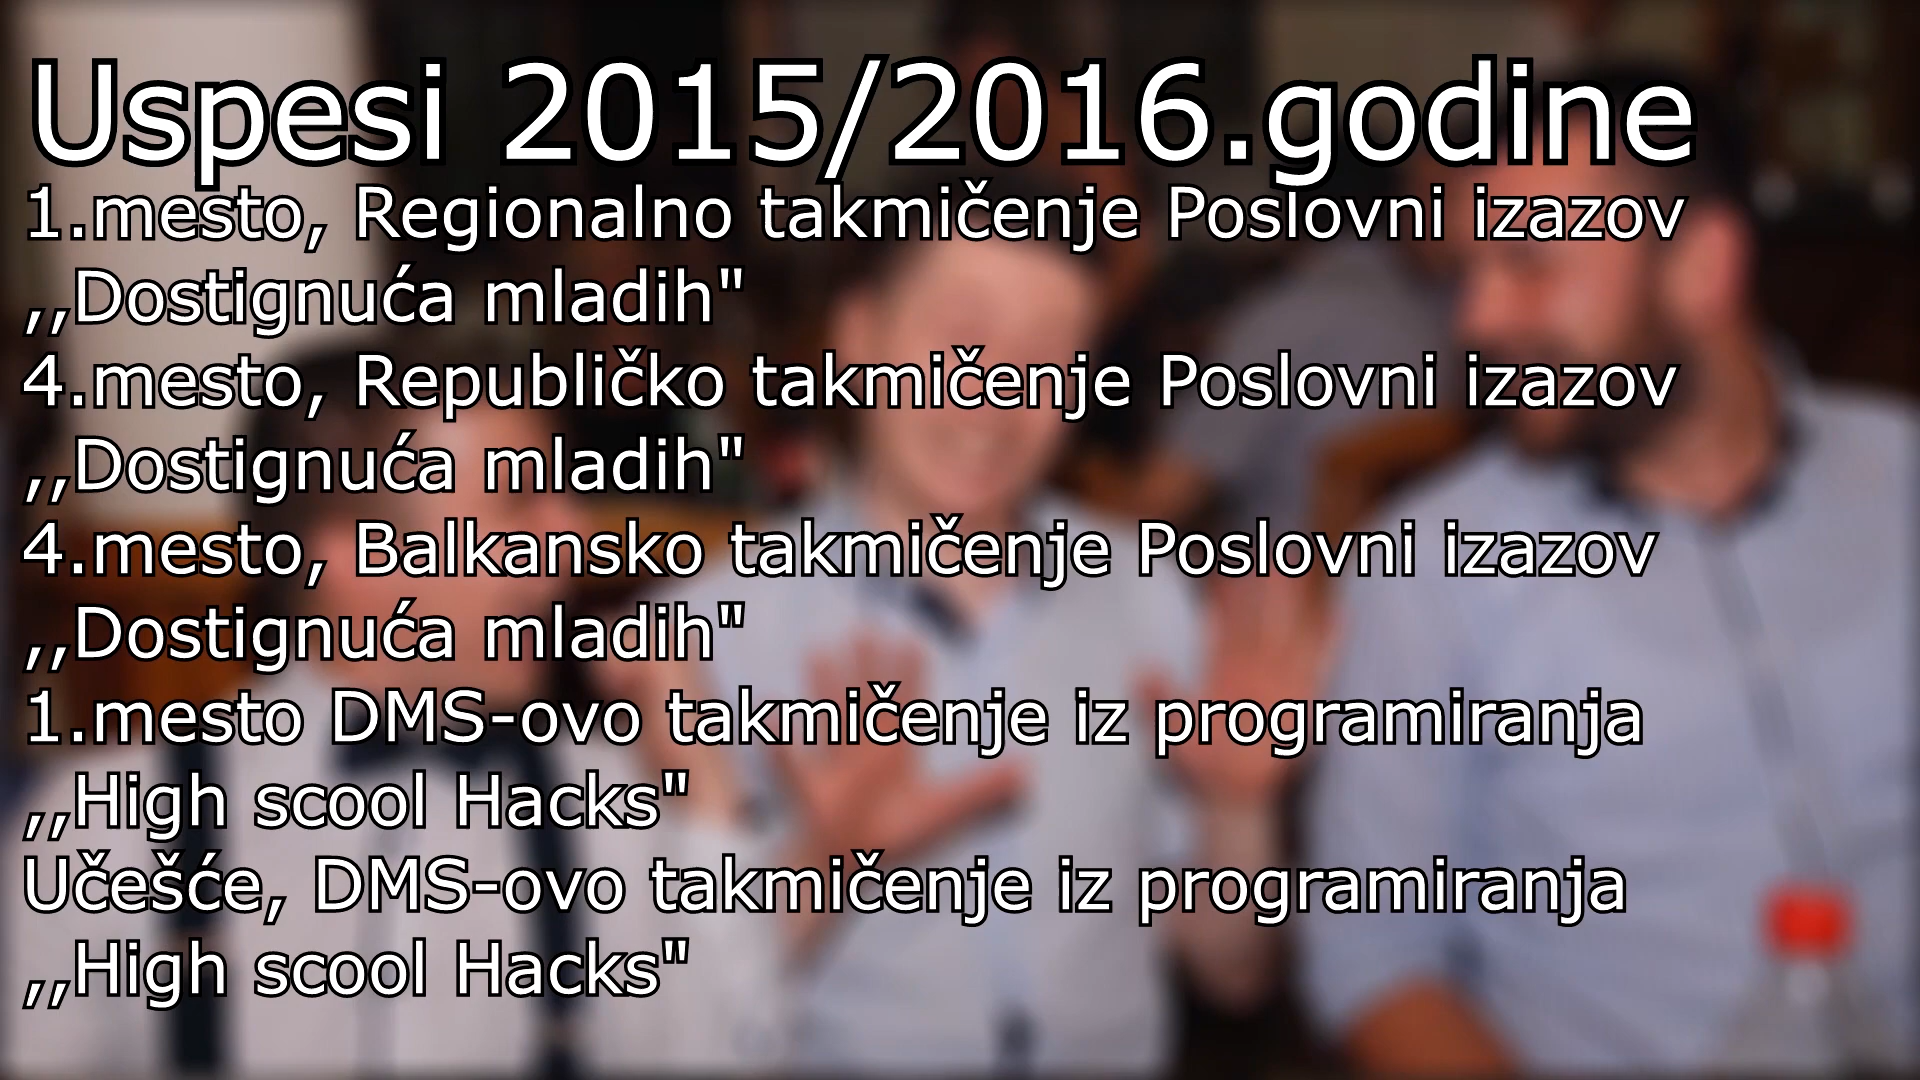 Uspesi 2015/2016.godine
1.mesto, Regionalno takmičenje Poslovni izazov
,,Dostignuća mladih"
4.mesto, Republičko takmičenje Poslovni izazov
,,Dostignuća mladih"
4.mesto, Balkansko takmičenje Poslovni izazov
,,Dostignuća mladih"
1.mesto DMS-ovo takmičenje iz programiranja
,,High scool Hacks"
Učešće, DMS-ovo takmičenje iz programiranja
,,High scool Hacks"